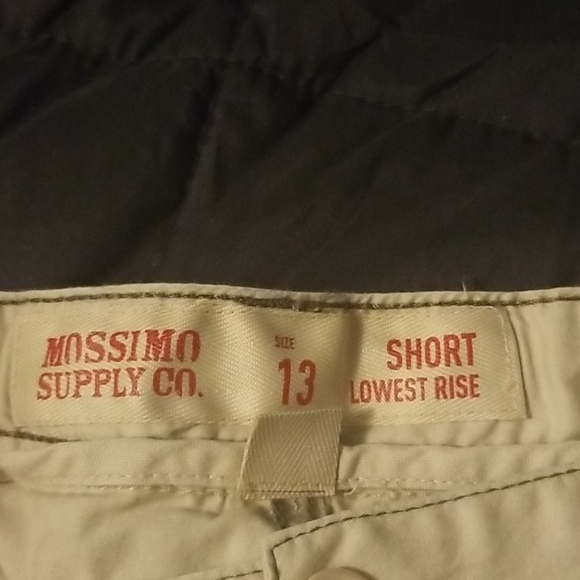 MOSSIMO
SUPPLY CO.
SIZE
13
SHORT
LOWEST RISE